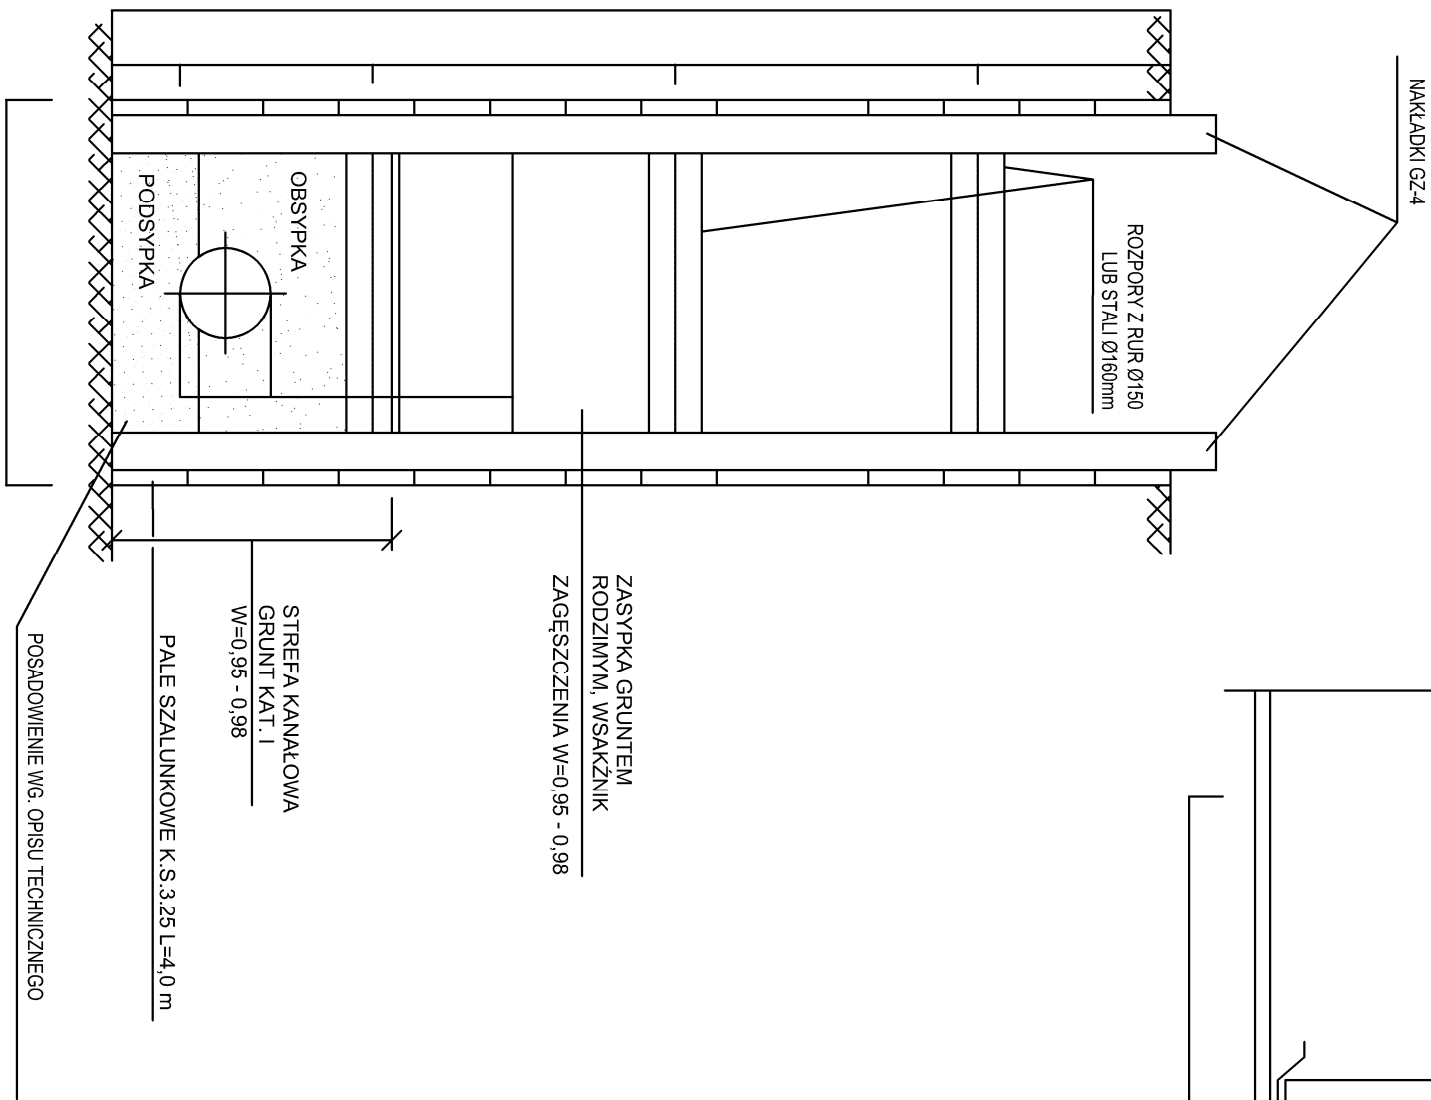 NAKŁADKI GZ-4
ROZPORY Z RUR Ø150
LUB STALI Ø160mm
OBSYPKA
PODSYPKA
ZASYPKA GRUNTEM
RODZIMYM, WSAKŹNIK
ZAGĘSZCZENIA W=0,95 - 0,98
STREFA KANAŁOWA
GRUNT KAT. I
W=0,95 - 0,98
PALE SZALUNKOWE K.S.3.25 L=4,0 m
POSADOWIENIE WG. OPISU TECHNICZNEGO